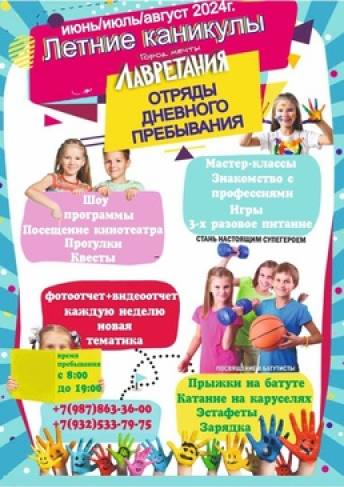 июнь/июль/август 2024г.
Летние каникулы
Город мечты
ЛАВРЕТАНИЯ
ОТРЯДЫ
ДНЕВНОГО
ПРЕБЫВАНИЯ
Мастер-классы
Знакомство с
профессиями
Игры
3-х разовое питание
Шоу
программы
Посещение кинотеатра
Прогулки
Квесты
СТАНЬ НАСТОЯЩИМ СУПЕРГЕРОЕМ
фотоотчет+видеоотчет
каждую неделю
новая
тематика
время
пребывания
с 8:00
до 19:00
ПОСВЯЩЕНИЕ В БАТУТИСТЫ
Прыжки на батуте
Катание на каруселях
Эстафеты
Зарядка
+7(987)863-36-00
+7(932)533-79-75